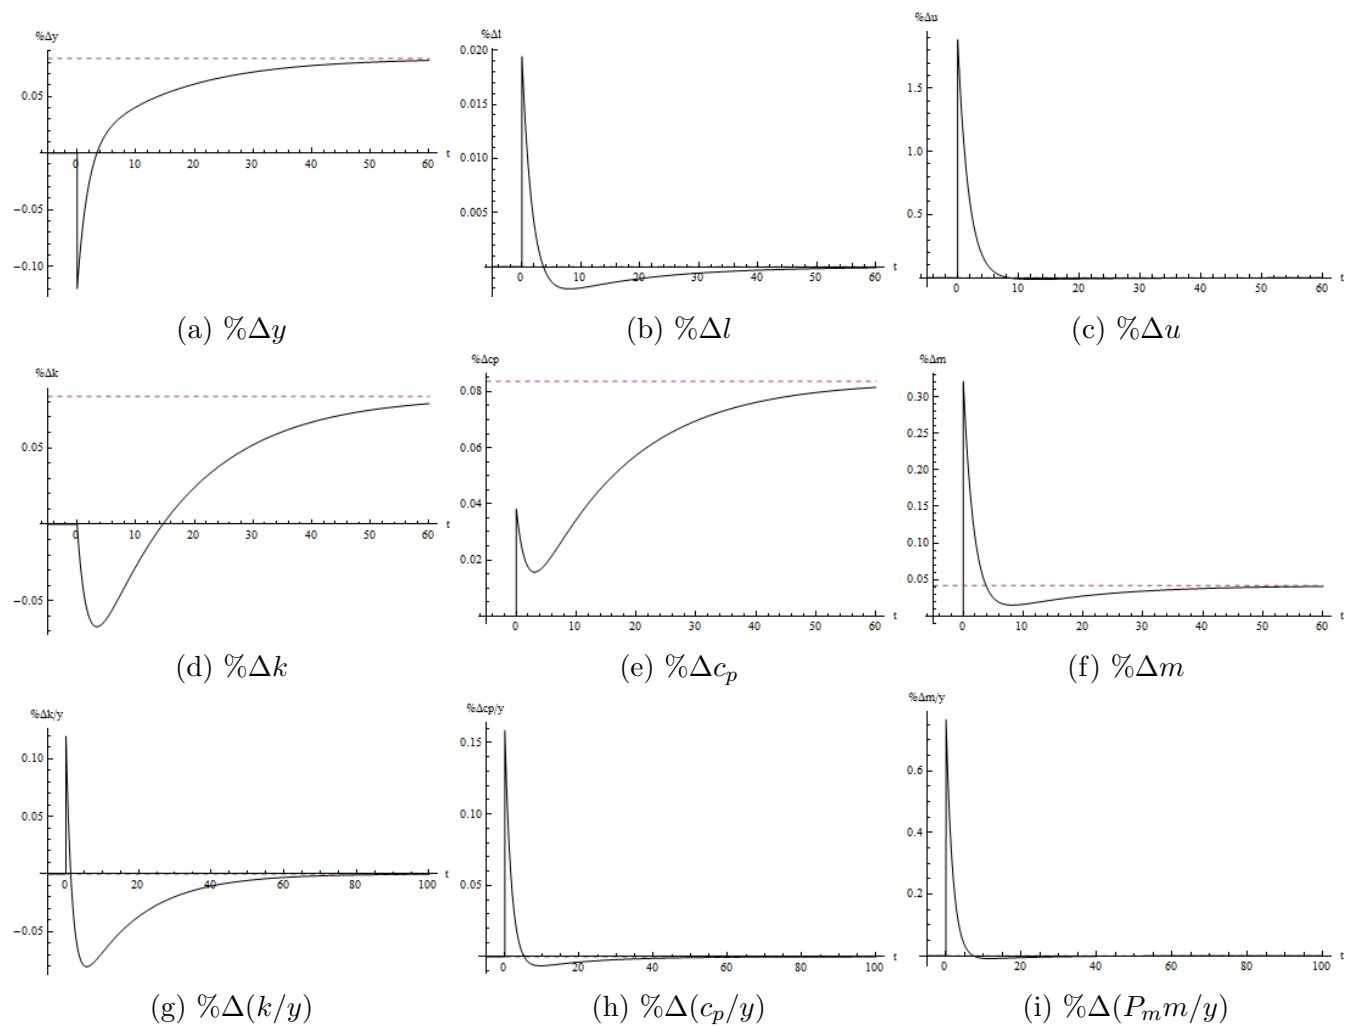 %Δy
0.05
−0.05
−0.10
0 10 20 30 40 50 60 t
(a) %Δy
%Δl
0.020
0.015
0.010
0.005
0 10 20 30 40 50 60 t
(b) %Δl
%Δu
1.5
1.0
0.5
0 10 20 30 40 50 60 t
(c) %Δu
%Δk
0.05
−0.05
0 10 20 30 40 50 60 t
(d) %Δk
%Δcp
0.08
0.06
0.04
0.02
0 10 20 30 40 50 60 t
(e) %Δc_p
%Δm
0.30
0.25
0.20
0.15
0.10
0.05
0 10 20 30 40 50 60 t
(f) %Δm
%Δk/y
0.10
0.05
−0.05
0 20 40 60 80 100 t
(g) %Δ(k/y)
%Δcp/y
0.15
0.10
0.05
0 20 40 60 80 100 t
(h) %Δ(c_p/y)
%Δm/y
0.6
0.4
0.2
0 20 40 60 80 100 t
(i) %Δ(P_m m/y)